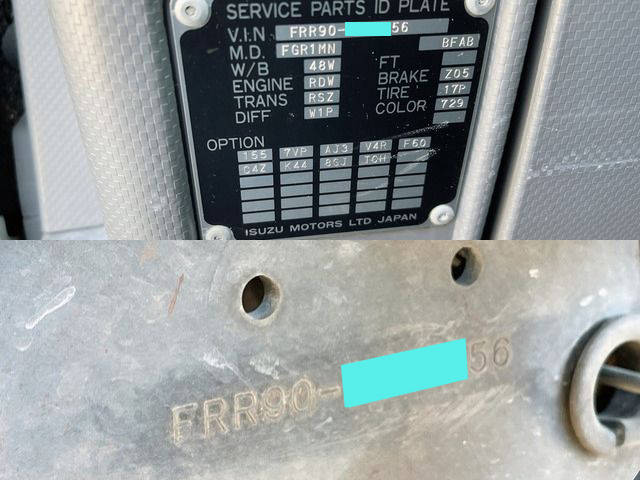 SERVICE PARTS ID PLATE
V.I.N FRR90- 56
M.D. FGR1MN BFAB
W/B 48W FT
ENGINE RDW BRAKE Z05
TRANS RSZ TIRE 17P
DIFF W1P COLOR 729
OPTION
155 7VP AJ3 V4R F60
C4Z K44 8GJ TCH
ISUZU MOTORS LTD JAPAN
FRR90- 56